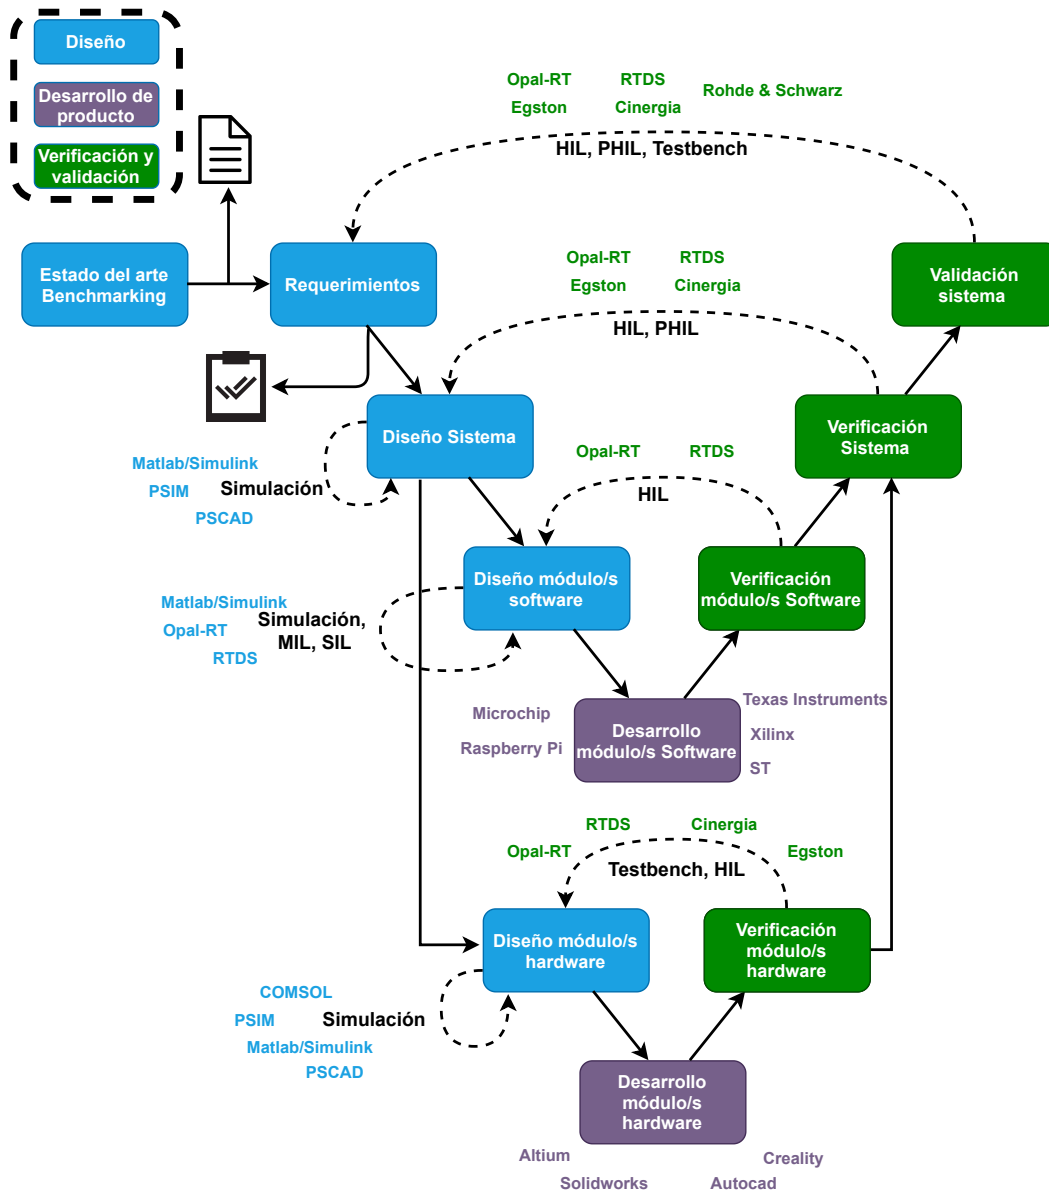 Diseño
Desarrollo de
producto
Verificación y
validación
Opal-RT
RTDS
Rohde & Schwarz
Egston
Cinergia
HIL, PHIL, Testbench
Estado del arte
Benchmarking
Requerimientos
Opal-RT
RTDS
Egston
Cinergia
HIL, PHIL
Validación
sistema
Diseño Sistema
Verificación
Sistema
Matlab/Simulink
PSIM
Simulación
PSCAD
Opal-RT
RTDS
HIL
Diseño módulo/s
software
Verificación
módulo/s Software
Matlab/Simulink
Opal-RT
RTDS
Simulación,
MIL, SIL
Microchip
Raspberry Pi
Desarrollo
módulo/s Software
Texas Instruments
Xilinx
ST
RTDS
Cinergia
Opal-RT
Egston
Testbench, HIL
Diseño módulo/s
hardware
Verificación
módulo/s
hardware
COMSOL
PSIM
Simulación
Matlab/Simulink
PSCAD
Desarrollo
módulo/s
hardware
Altium
Creality
Solidworks
Autocad